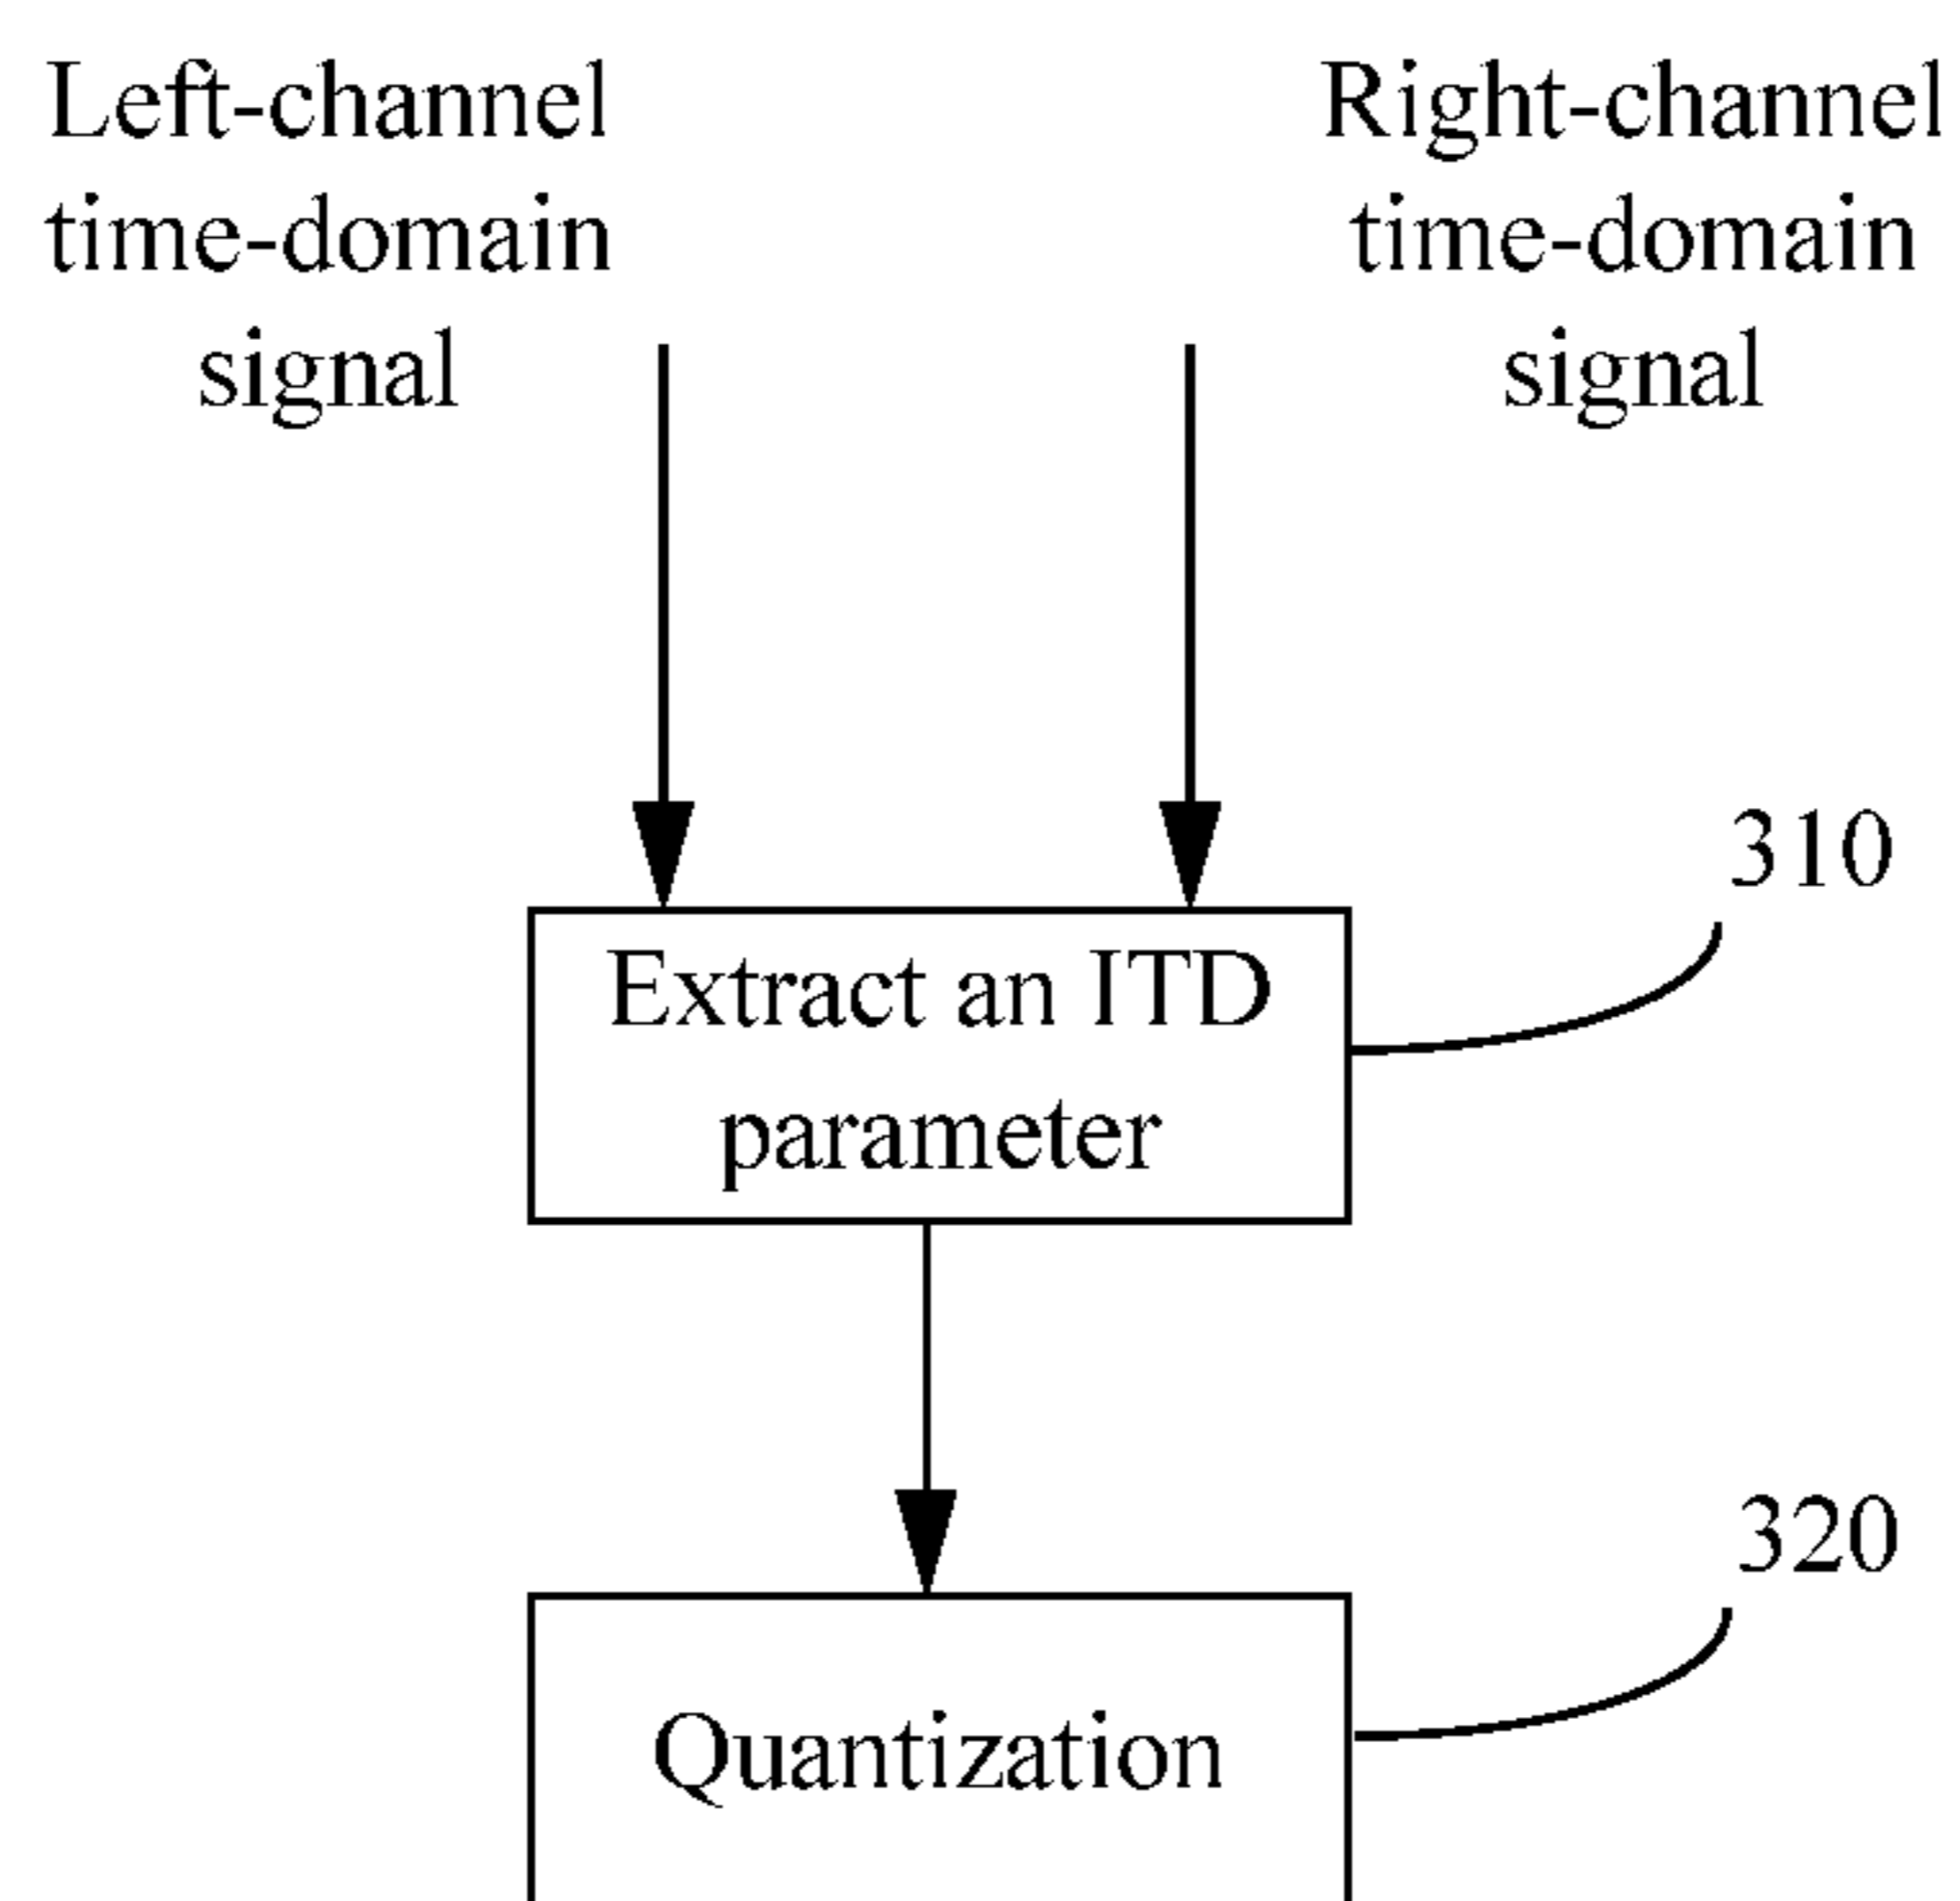 Left-channel
time-domain
signal
Right-channel
time-domain
signal
310
Extract an ITD
parameter
320
Quantization